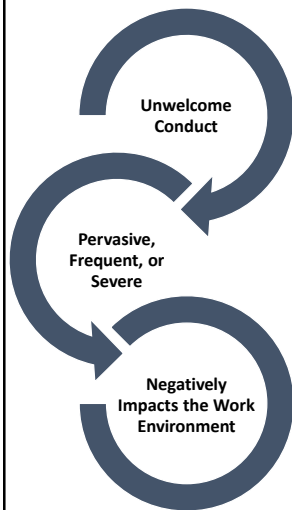 Unwelcome
Conduct
Pervasive,
Frequent, or
Severe
Negatively
Impacts the Work
Environment